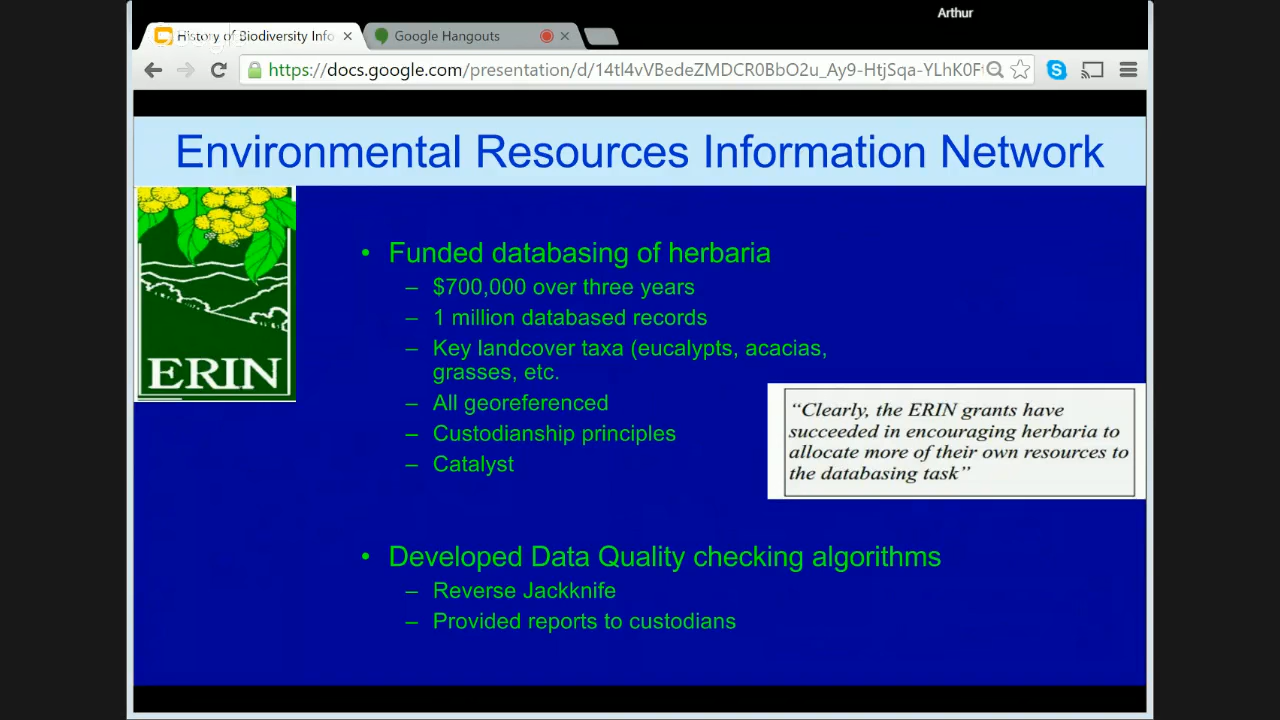 Arthur
History of Biodiversity Info
Google Hangouts
https://docs.google.com/presentation/d/14tl4vVBedeZMDCR0BbO2u_Ay9-HtjSqa-YLhK0F
Environmental Resources Information Network
ERIN
• Funded databasing of herbaria
– $700,000 over three years
– 1 million databased records
– Key landcover taxa (eucalypts, acacias,
grasses, etc.
– All georeferenced
– Custodianship principles
– Catalyst
“Clearly, the ERIN grants have
succeeded in encouraging herbaria to
allocate more of their own resources to
the databasing task”
• Developed Data Quality checking algorithms
– Reverse Jackknife
– Provided reports to custodians